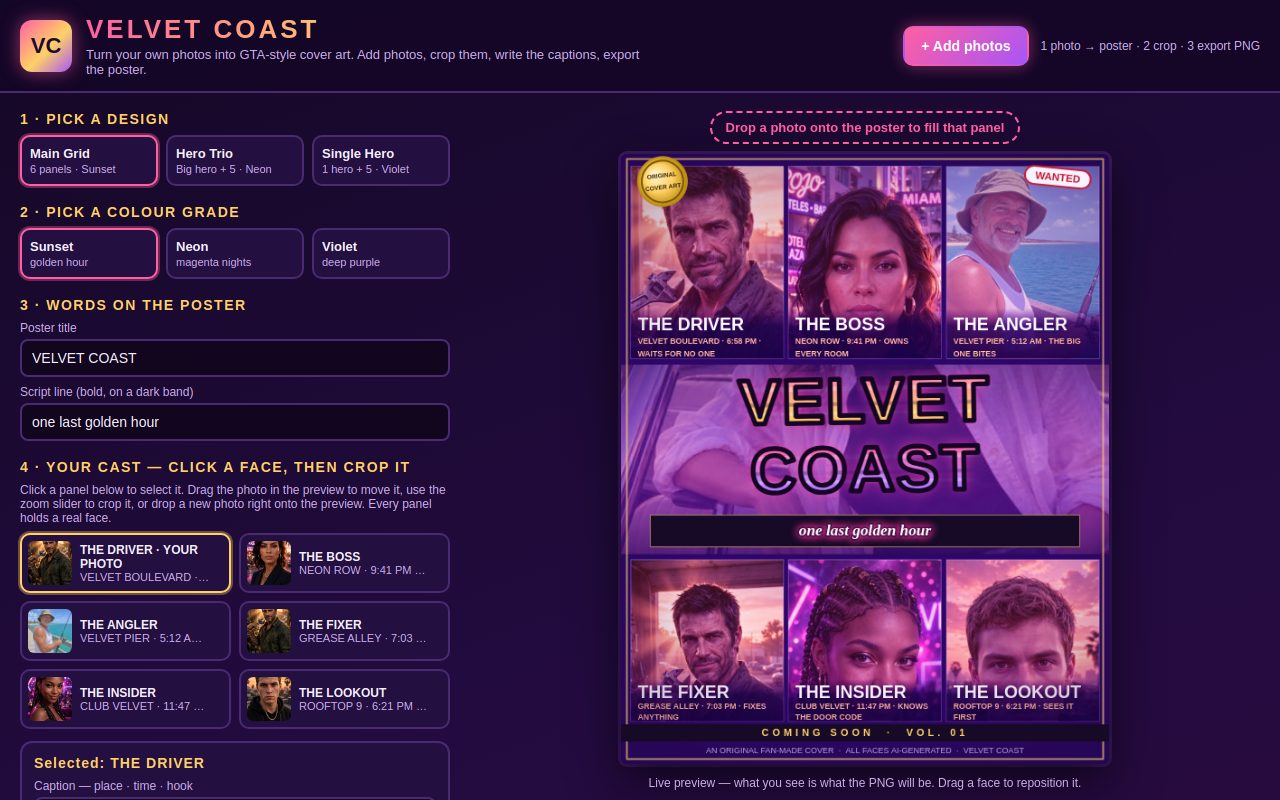 VC
VELVET COAST
Turn your own photos into GTA-style cover art. Add photos, crop them, write the captions, export
the poster.
+ Add photos
1 photo → poster · 2 crop · 3 export PNG
1 · PICK A DESIGN
Main Grid
6 panels · Sunset
Hero Trio
Big hero + 5 · Neon
Single Hero
1 hero + 5 · Violet
2 · PICK A COLOUR GRADE
Sunset
golden hour
Neon
magenta nights
Violet
deep purple
3 · WORDS ON THE POSTER
Poster title
VELVET COAST
Script line (bold, on a dark band)
one last golden hour
4 · YOUR CAST — CLICK A FACE, THEN CROP IT
Click a panel below to select it. Drag the photo in the preview to move it, use the
zoom slider to crop it, or drop a new photo right onto the preview. Every panel
holds a real face.
THE DRIVER · YOUR
PHOTO
VELVET BOULEVARD ·…
THE BOSS
NEON ROW · 9:41 PM …
THE ANGLER
VELVET PIER · 5:12 A…
THE FIXER
GREASE ALLEY · 7:03 …
THE INSIDER
CLUB VELVET · 11:47 …
THE LOOKOUT
ROOFTOP 9 · 6:21 PM …
Selected: THE DRIVER
Caption — place · time · hook
Drop a photo onto the poster to fill that panel
ORIGINAL
COVER ART
WANTED
MIAM
THE DRIVER
VELVET BOULEVARD · 6:58 PM ·
WAITS FOR NO ONE
THE BOSS
NEON ROW · 9:41 PM · OWNS
EVERY ROOM
THE ANGLER
VELVET PIER · 5:12 AM · THE BIG
ONE BITES
VELVET
COAST
one last golden hour
THE FIXER
GREASE ALLEY · 7:03 PM · FIXES
ANYTHING
THE INSIDER
CLUB VELVET · 11:47 PM · KNOWS
THE DOOR CODE
THE LOOKOUT
ROOFTOP 9 · 6:21 PM · SEES IT
FIRST
COMING SOON · VOL. 01
AN ORIGINAL FAN-MADE COVER · ALL FACES AI-GENERATED · VELVET COAST
Live preview — what you see is what the PNG will be. Drag a face to reposition it.